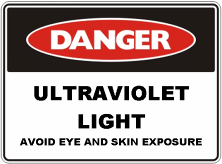 DANGER
ULTRAVIOLET
LIGHT
AVOID EYE AND SKIN EXPOSURE